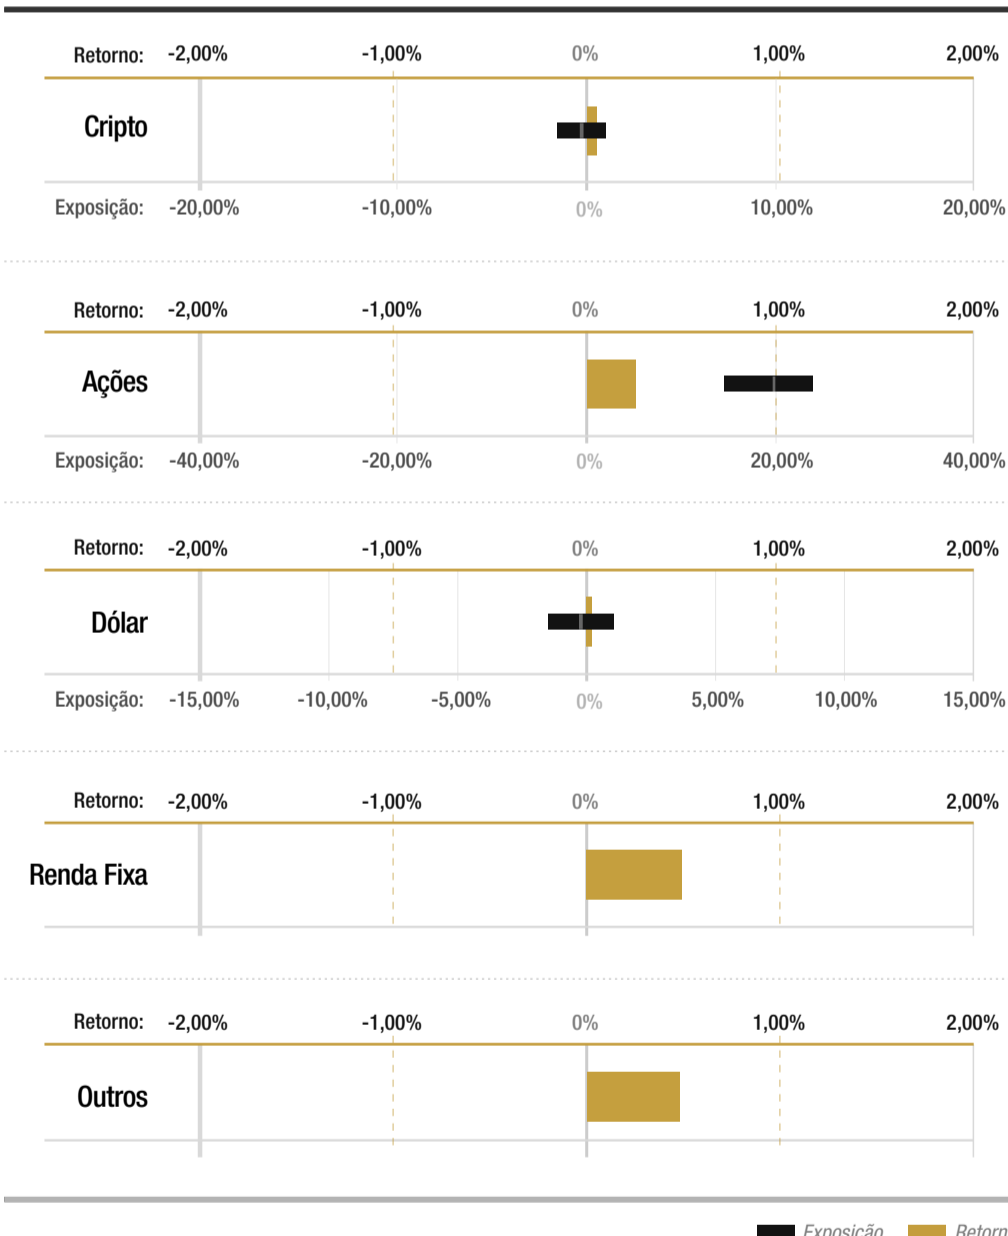 Retorno: -2,00% -1,00% 0% 1,00% 2,00%
Cripto
Exposição: -20,00% -10,00% 0% 10,00% 20,00%
Retorno: -2,00% -1,00% 0% 1,00% 2,00%
Ações
Exposição: -40,00% -20,00% 0% 20,00% 40,00%
Retorno: -2,00% -1,00% 0% 1,00% 2,00%
Dólar
Exposição: -15,00% -10,00% -5,00% 0% 5,00% 10,00% 15,00%
Retorno: -2,00% -1,00% 0% 1,00% 2,00%
Renda Fixa
Retorno: -2,00% -1,00% 0% 1,00% 2,00%
Outros
Exposição Retorn